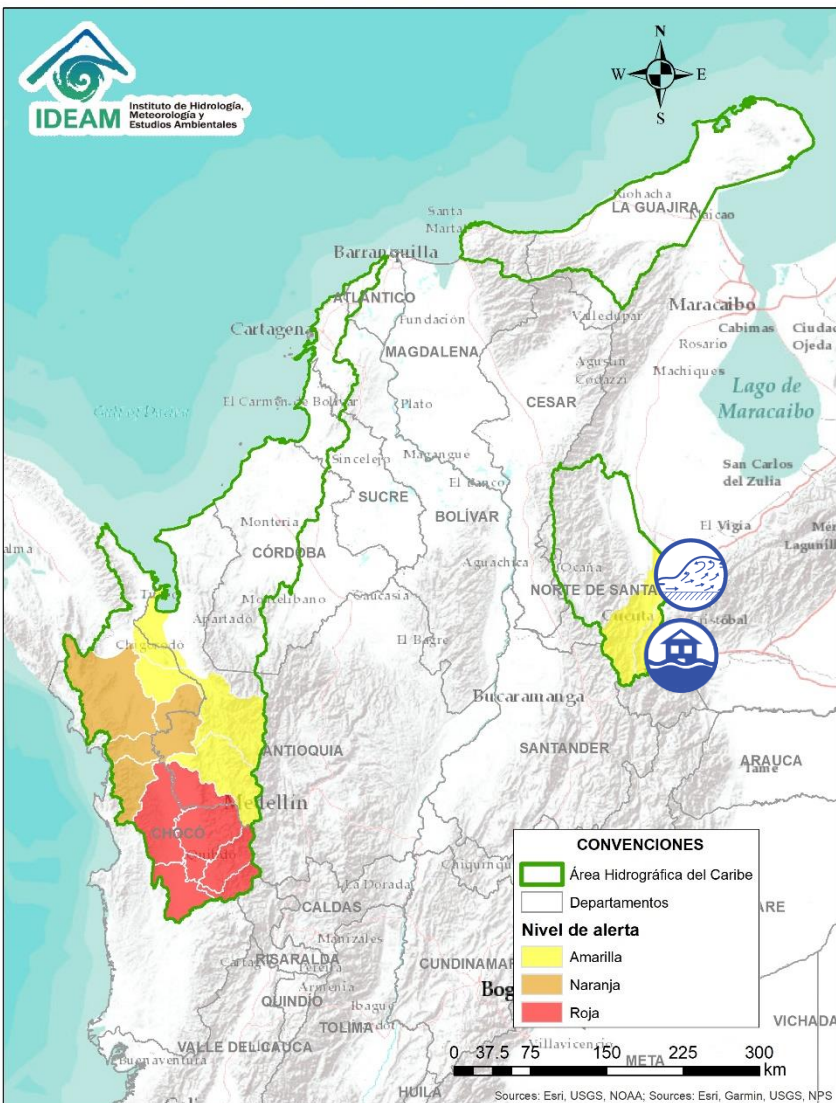 IDEAM
Instituto de Hidrología,
Meteorología y
Estudios Ambientales
N
W
E
S
Riohacha
LA GUAJIRA
Maicao
Santa
Marta
Barranquilla
ATLÁNTICO
Maracaibo
Cartagena
Fundación
Valledupar
Cabimas
Ciudad
Ojeda
Rosario
MAGDALENA
Agustín
Codazzi
Machiques
Lago de
Maracaibo
El Carmen de Bolívar
Plato
CESAR
Sincelejo
Magangué
San Carlos
del Zulia
SUCRE
El Banco
Montería
BOLÍVAR
El Vigía
CÓRDOBA
Aguachica
Ocaña
NORTE DE SANTA
Montelíbano
Caucasia
Apartado
Cúcuta
Chigorodó
El Bagre
Bucaramanga
ANTIOQUIA
SANTANDER
ARAUCA
Tame
Medellín
CHOCÓ
Quibdó
La Dorada
CALDAS
Manizales
RISARALDA
Pereira
Armenia
QUINDÍO
Ibagué
TOLIMA
CUNDINAMAR
Bog
VICHADA
Villavicencio
VALLE DEL CAUCA
Buenaventura
META
HUILA
CONVENCIONES
Área Hidrográfica del Caribe
Departamentos
Nivel de alerta
Amarilla
Naranja
Roja
0 37.5 75 150 225 300
km
Sources: Esri, USGS, NOAA; Sources: Esri, Garmin, USGS, NPS